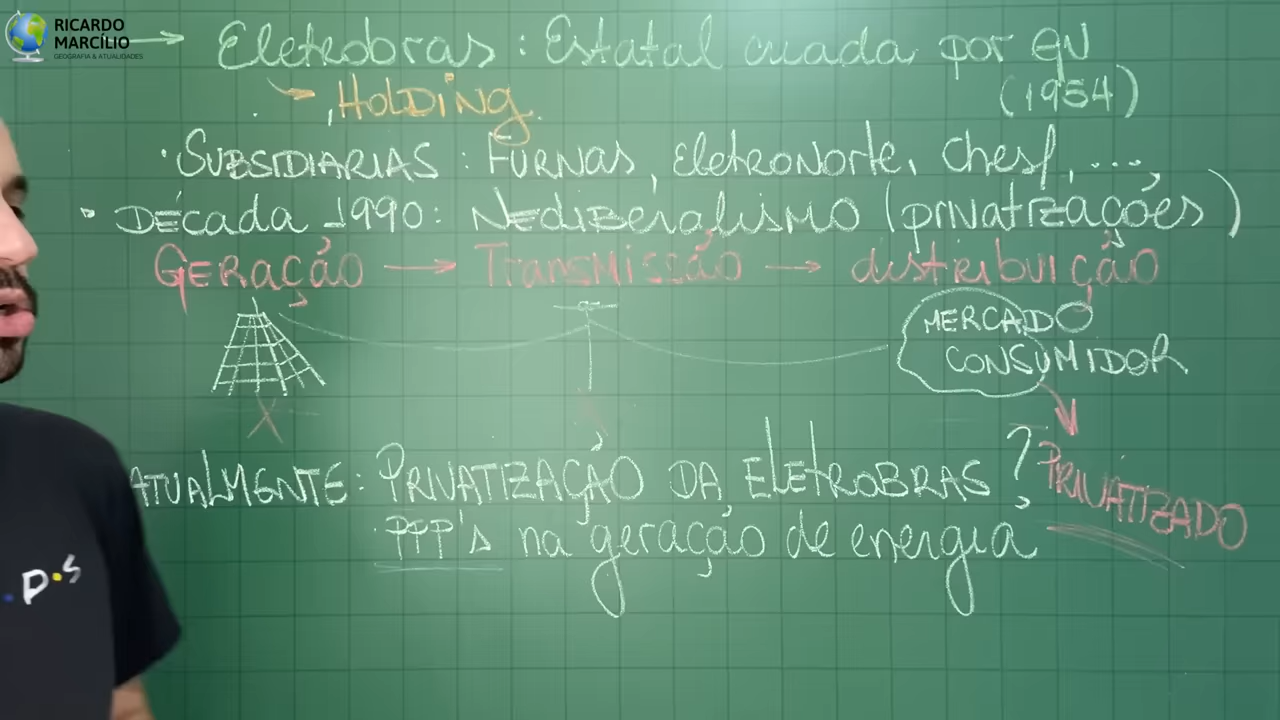 RICARDO
MARCÍLIO
GEOGRAFIA & ATUALIDADES
→ Eletrobras : Estatal criada por GV
(1954)
→ Holding.
• SUBSIDIARIAS : FURNAS, Eletronorte, Chesf, ...
• Década 1990: Neoliberalismo (privatizações)
Geração → Transmissão → distribuição
MERCADO
CONSUMIDOR
ATUALMENTE: PRIVATIZAÇÃO DA ELETROBRAS ?
PRIVATIZADO
• PPP's na geração de energia
.P.S